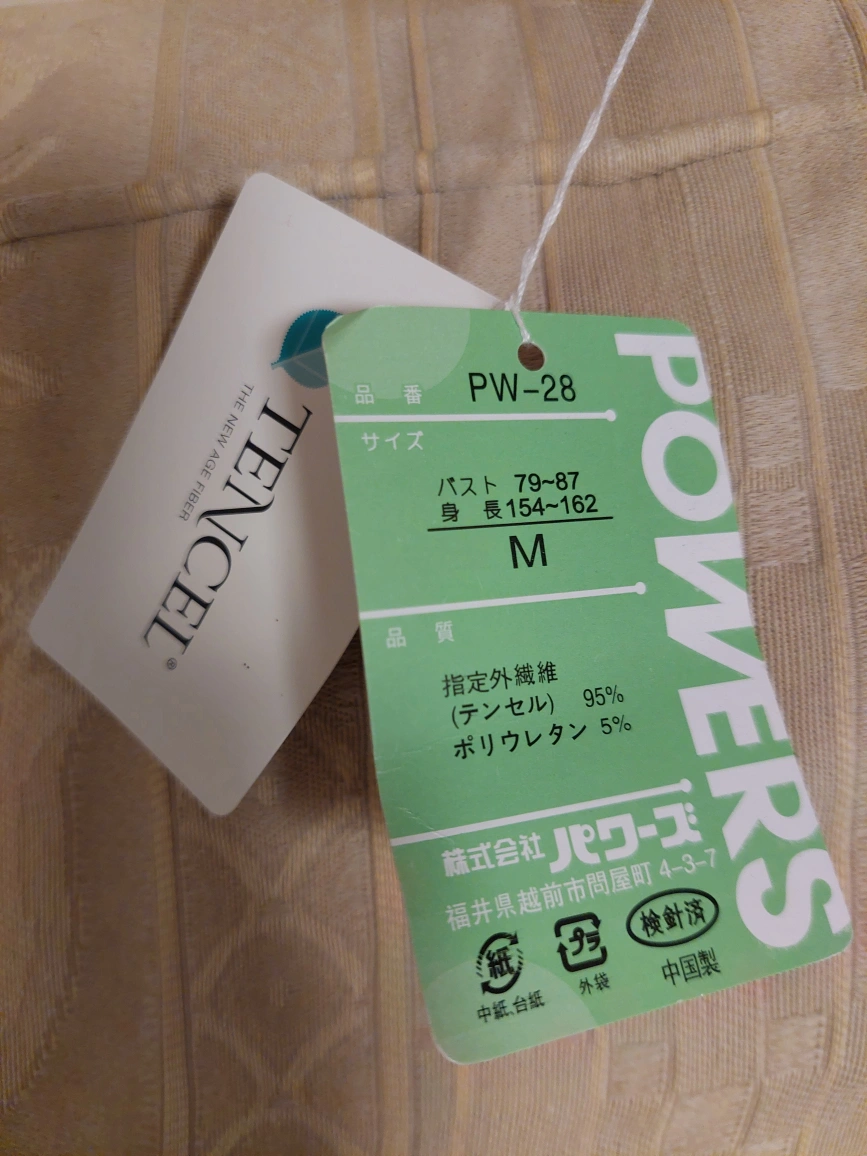 TENCEL®
THE NEW AGE FIBER
POWERS
品 番 PW-28
サイズ
バスト 79~87
身 長 154~162
M
品 質
指定外繊維
(テンセル) 95%
ポリウレタン 5%
株式会社 パワーズ
福井県越前市問屋町 4-3-7
紙 プラ 検針済
中紙、台紙 外袋 中国製